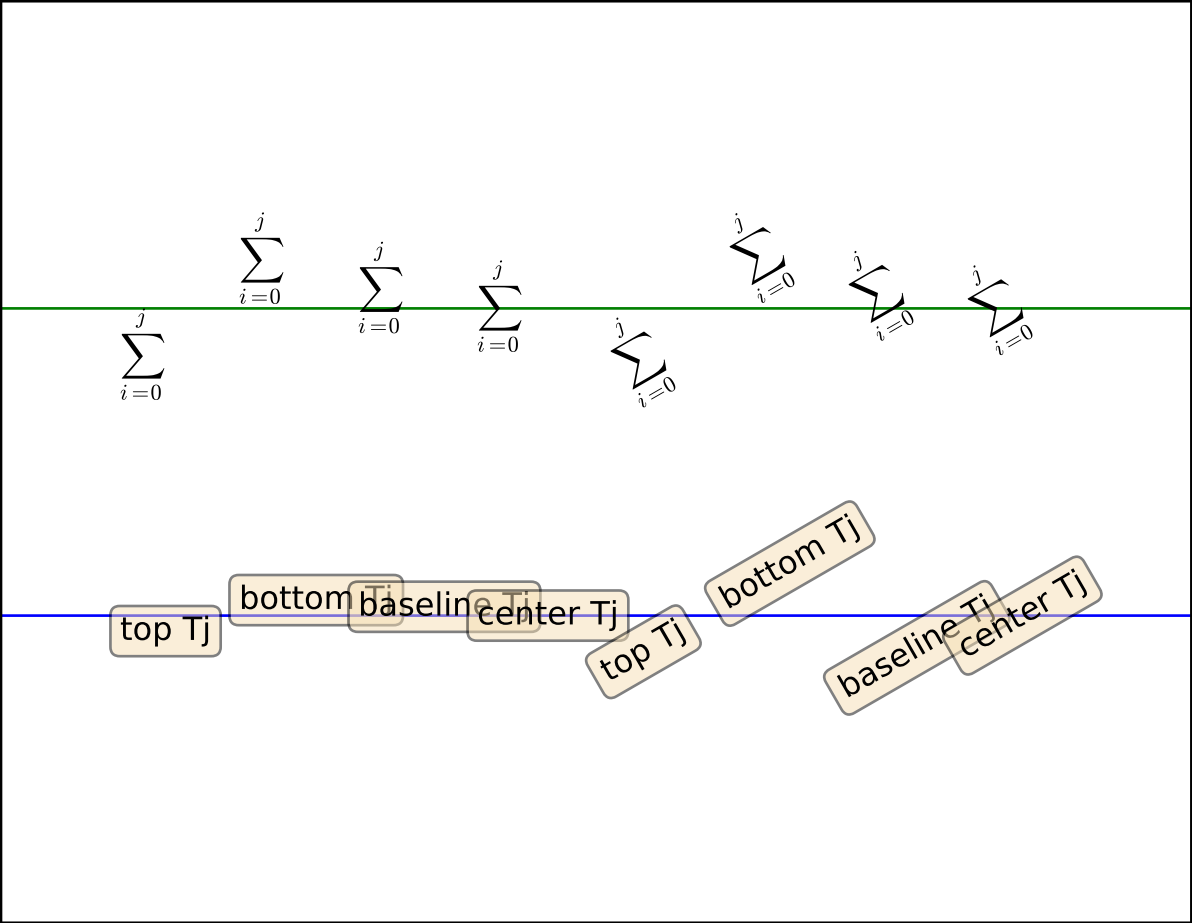 j
∑
i=0
j
∑
i=0
j
∑
i=0
j
∑
i=0
j
∑
i=0
j
∑
i=0
j
∑
i=0
j
∑
i=0
top Tj
bottom Tj
baseline Tj
center Tj
top Tj
bottom Tj
baseline Tj
center Tj